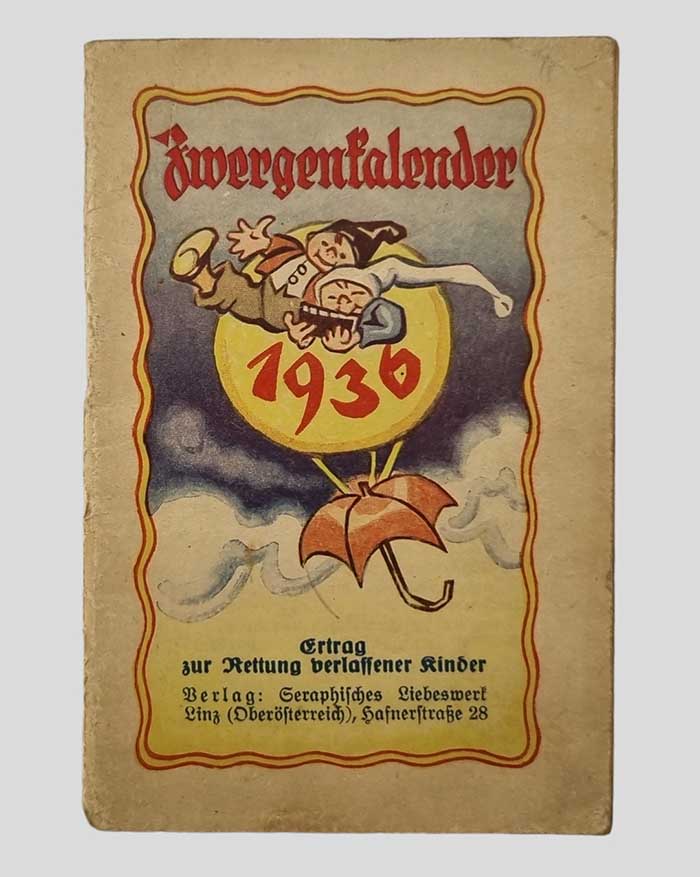 Zwergenkalender
1936
Ertrag
zur Rettung verlassener Kinder
Verlag: Seraphisches Liebeswerk
Linz (Oberösterreich), Hafnerstraße 28